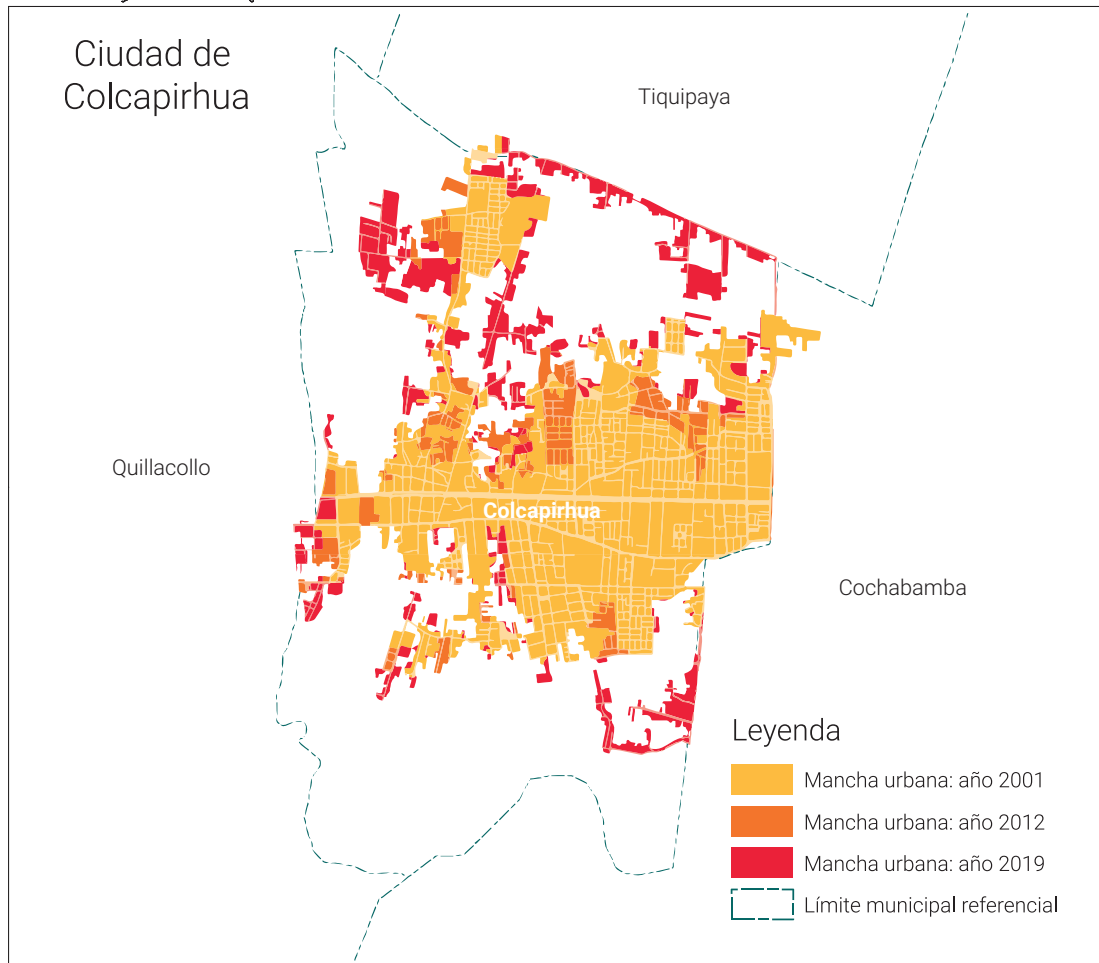 Ciudad de
Colcapirhua
Tiquipaya
Quillacollo
Colcapirhua
Cochabamba
Leyenda
Mancha urbana: año 2001
Mancha urbana: año 2012
Mancha urbana: año 2019
Límite municipal referencial